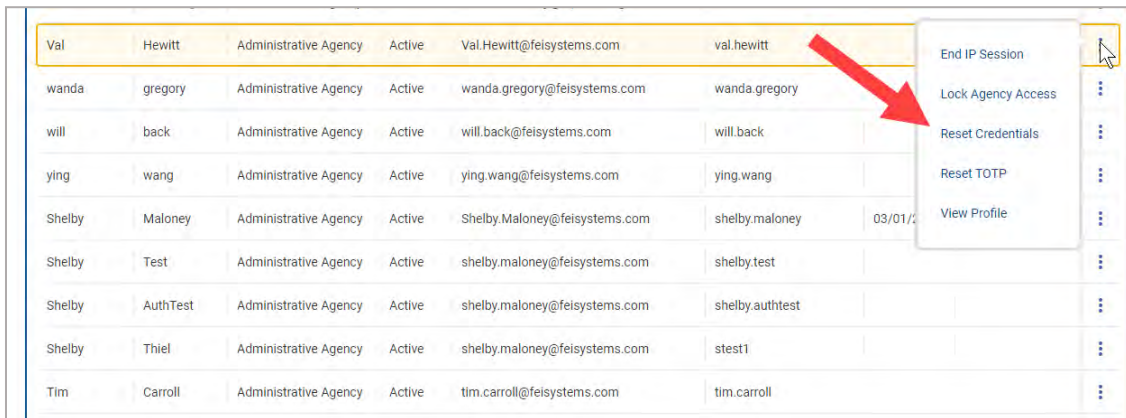 Val Hewitt Administrative Agency Active Val.Hewitt@feisystems.com val.hewitt
End IP Session
wanda gregory Administrative Agency Active wanda.gregory@feisystems.com wanda.gregory
Lock Agency Access
will back Administrative Agency Active will.back@feisystems.com will.back
Reset Credentials
ying wang Administrative Agency Active ying.wang@feisystems.com ying.wang
Reset TOTP
Shelby Maloney Administrative Agency Active Shelby.Maloney@feisystems.com shelby.maloney 03/01/2
View Profile
Shelby Test Administrative Agency Active shelby.maloney@feisystems.com shelby.test
Shelby AuthTest Administrative Agency Active shelby.maloney@feisystems.com shelby.authtest
Shelby Thiel Administrative Agency Active shelby.maloney@feisystems.com stest1
Tim Carroll Administrative Agency Active tim.carroll@feisystems.com tim.carroll